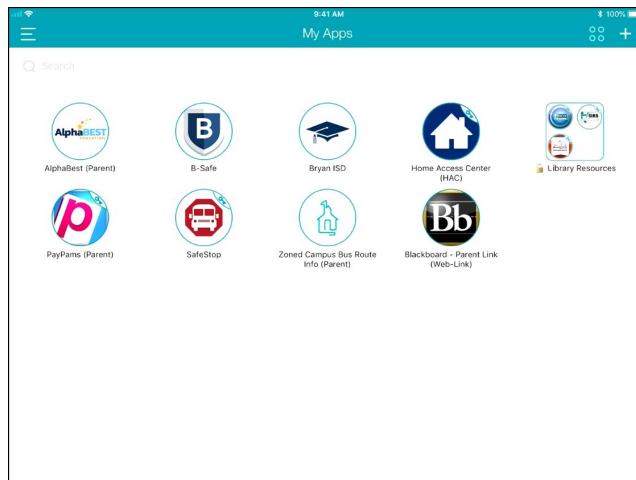 9:41 AM
100%
My Apps
Search
AlphaBEST
AlphaBest (Parent)
B
B-Safe
Bryan ISD
Home Access Center
(HAC)
Library Resources
p
PayPams (Parent)
SafeStop
Zoned Campus Bus Route
Info (Parent)
Bb
Blackboard - Parent Link
(Web-Link)